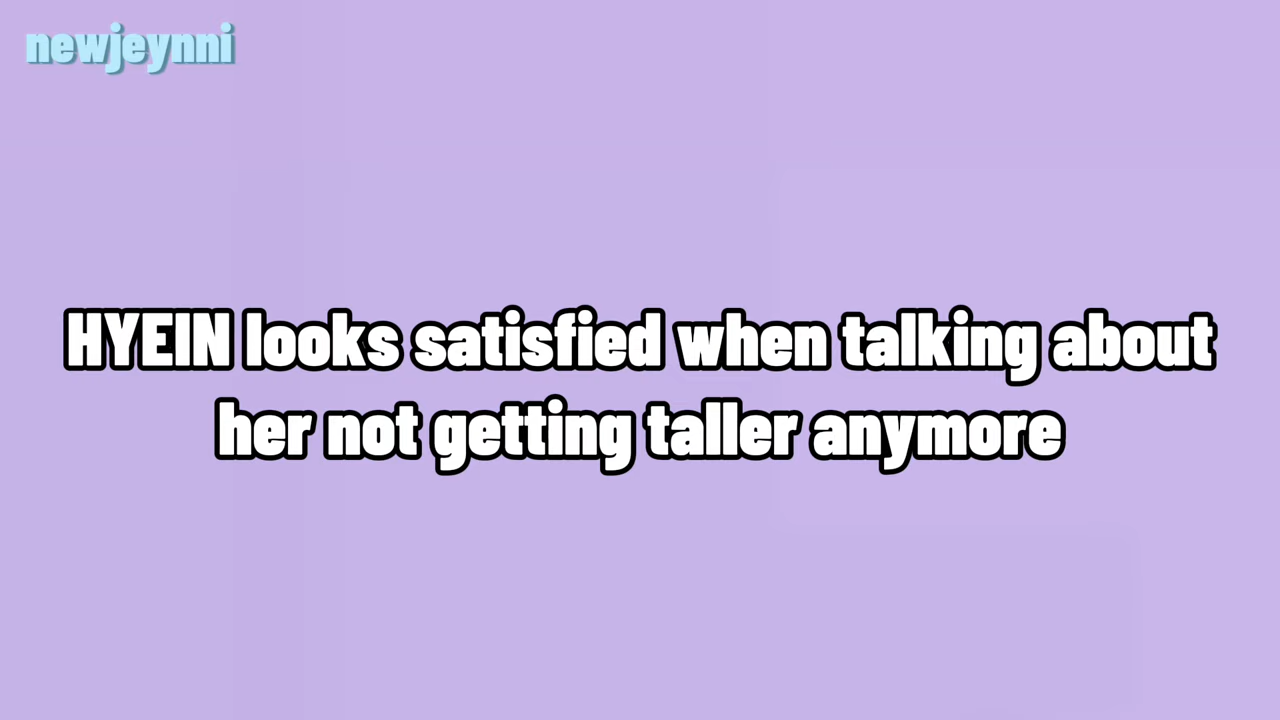 newjeynni
HYEIN looks satisfied when talking about
her not getting taller anymore